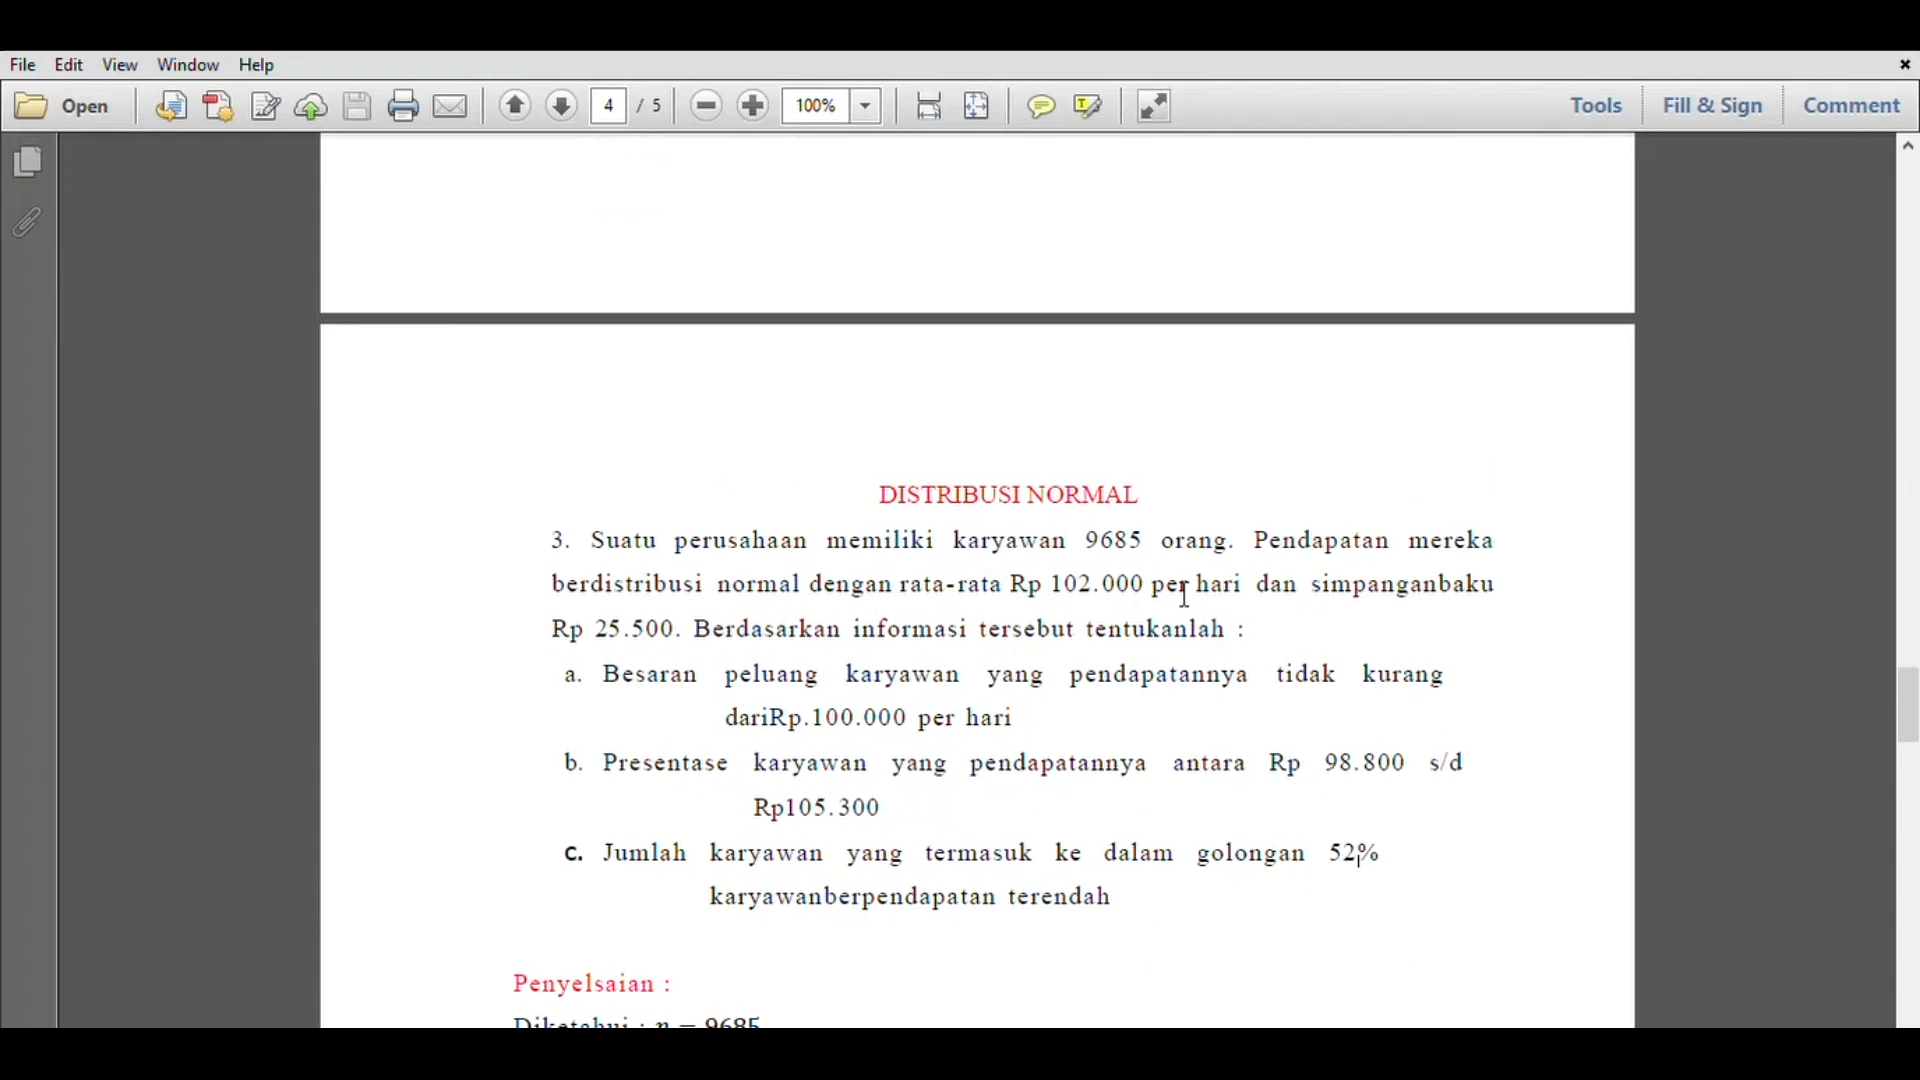 File Edit View Window Help
Open 4 / 5 100% Tools Fill & Sign Comment
DISTRIBUSI NORMAL
3. Suatu perusahaan memiliki karyawan 9685 orang. Pendapatan mereka
berdistribusi normal dengan rata-rata Rp 102.000 per hari dan simpanganbaku
Rp 25.500. Berdasarkan informasi tersebut tentukanlah :
a. Besaran peluang karyawan yang pendapatannya tidak kurang
dariRp.100.000 per hari
b. Presentase karyawan yang pendapatannya antara Rp 98.800 s/d
Rp105.300
c. Jumlah karyawan yang termasuk ke dalam golongan 52%
karyawanberpendapatan terendah
Penyelsaian :
Diketahui : n = 9685